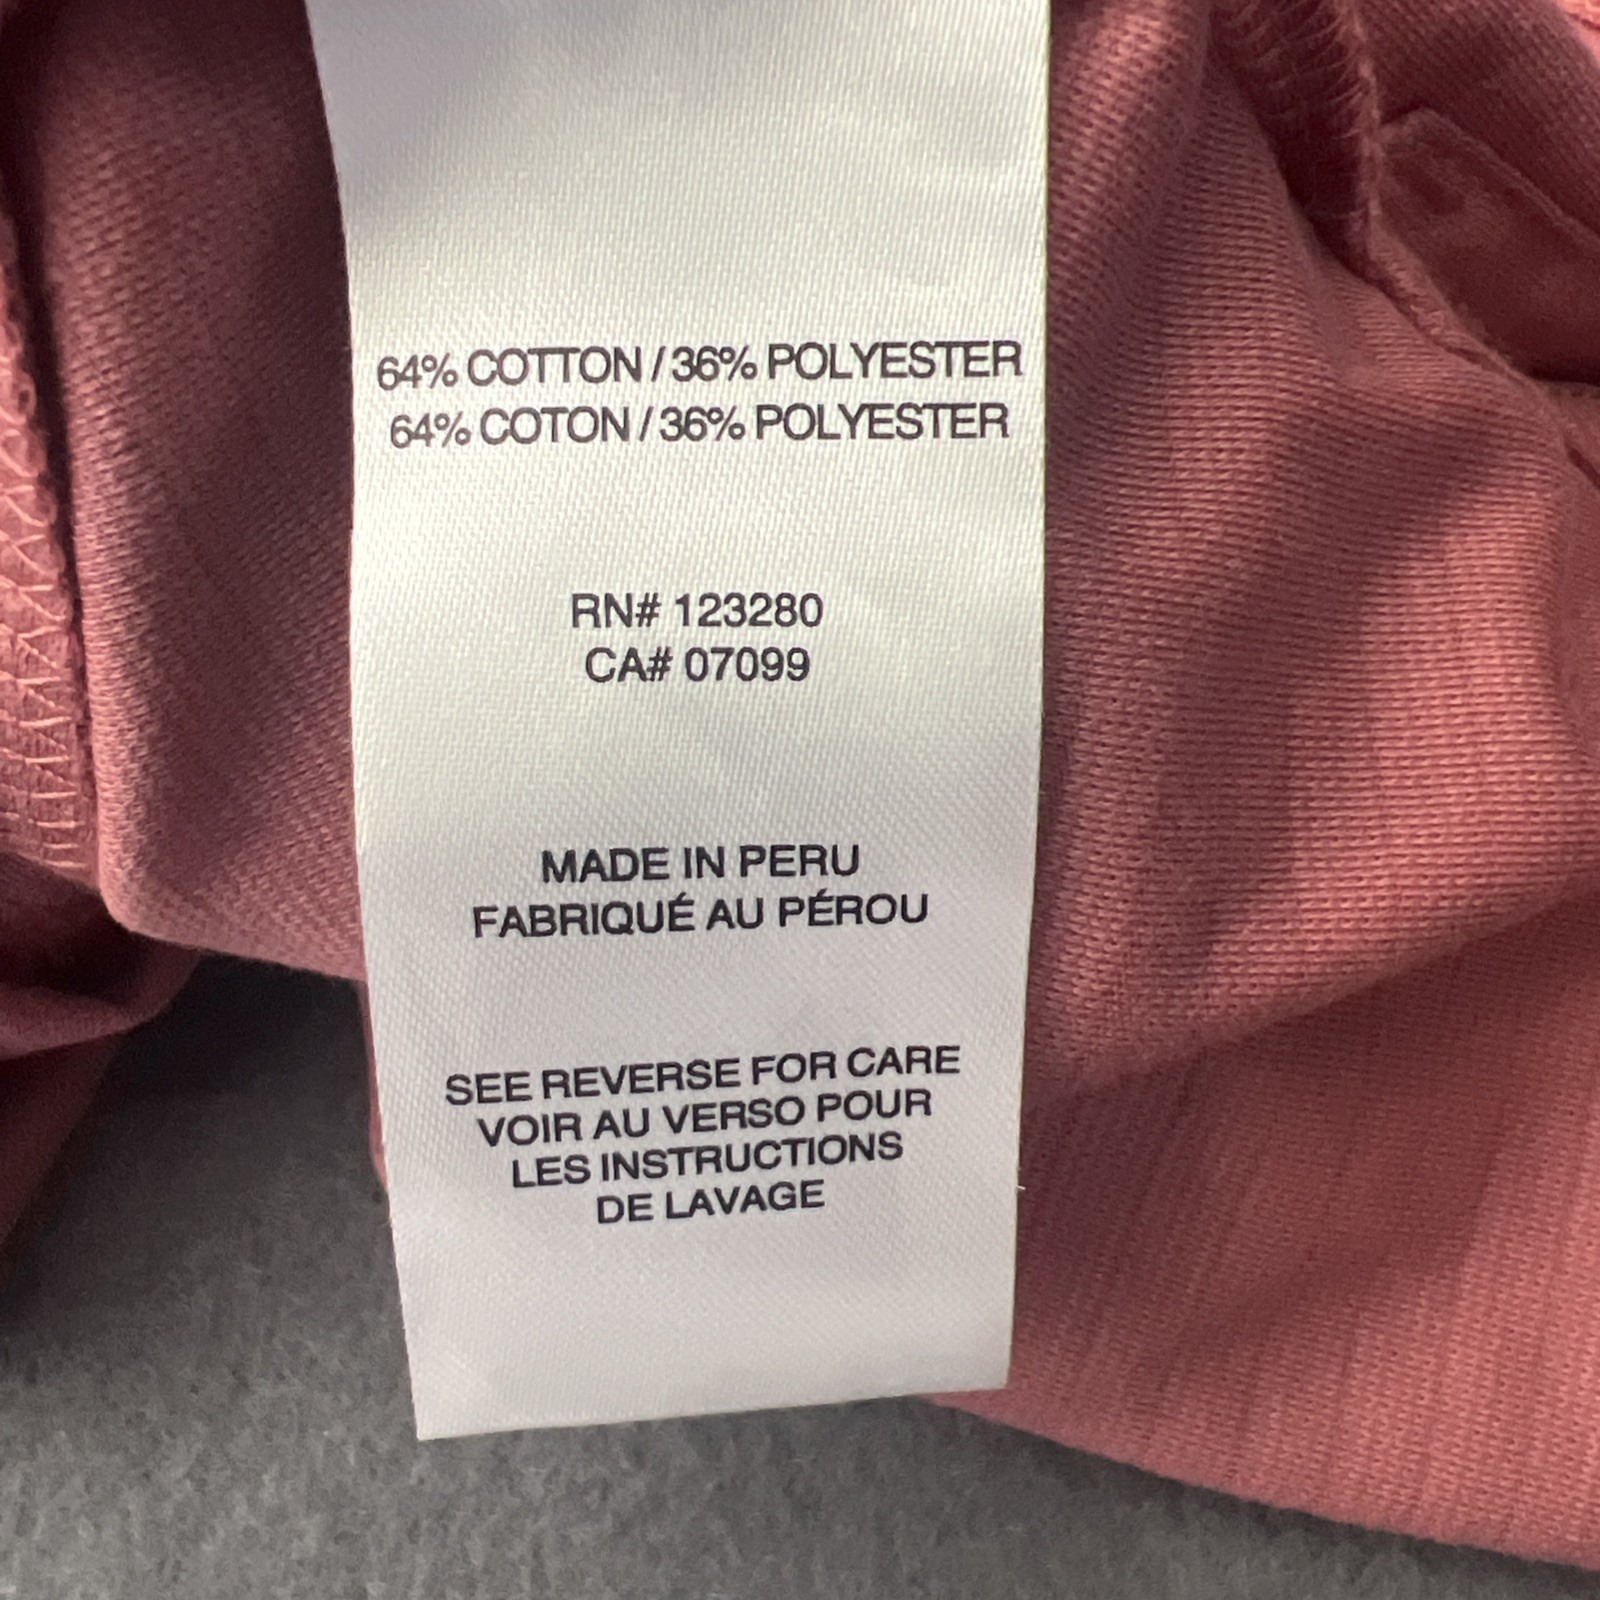 64% COTTON / 36% POLYESTER
64% COTON / 36% POLYESTER
RN# 123280
CA# 07099
MADE IN PERU
FABRIQUÉ AU PÉROU
SEE REVERSE FOR CARE
VOIR AU VERSO POUR
LES INSTRUCTIONS
DE LAVAGE